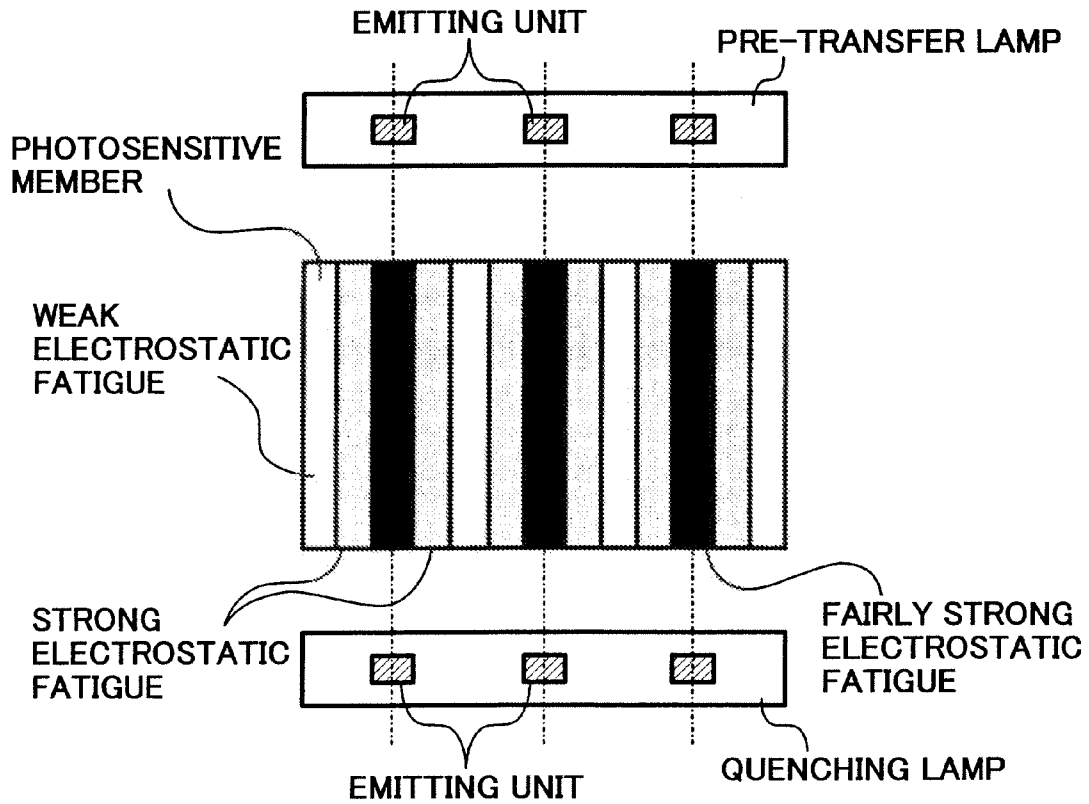 EMITTING UNIT
PRE-TRANSFER LAMP
PHOTOSENSITIVE
MEMBER
WEAK
ELECTROSTATIC
FATIGUE
STRONG
ELECTROSTATIC
FATIGUE
FAIRLY STRONG
ELECTROSTATIC
FATIGUE
EMITTING UNIT
QUENCHING LAMP